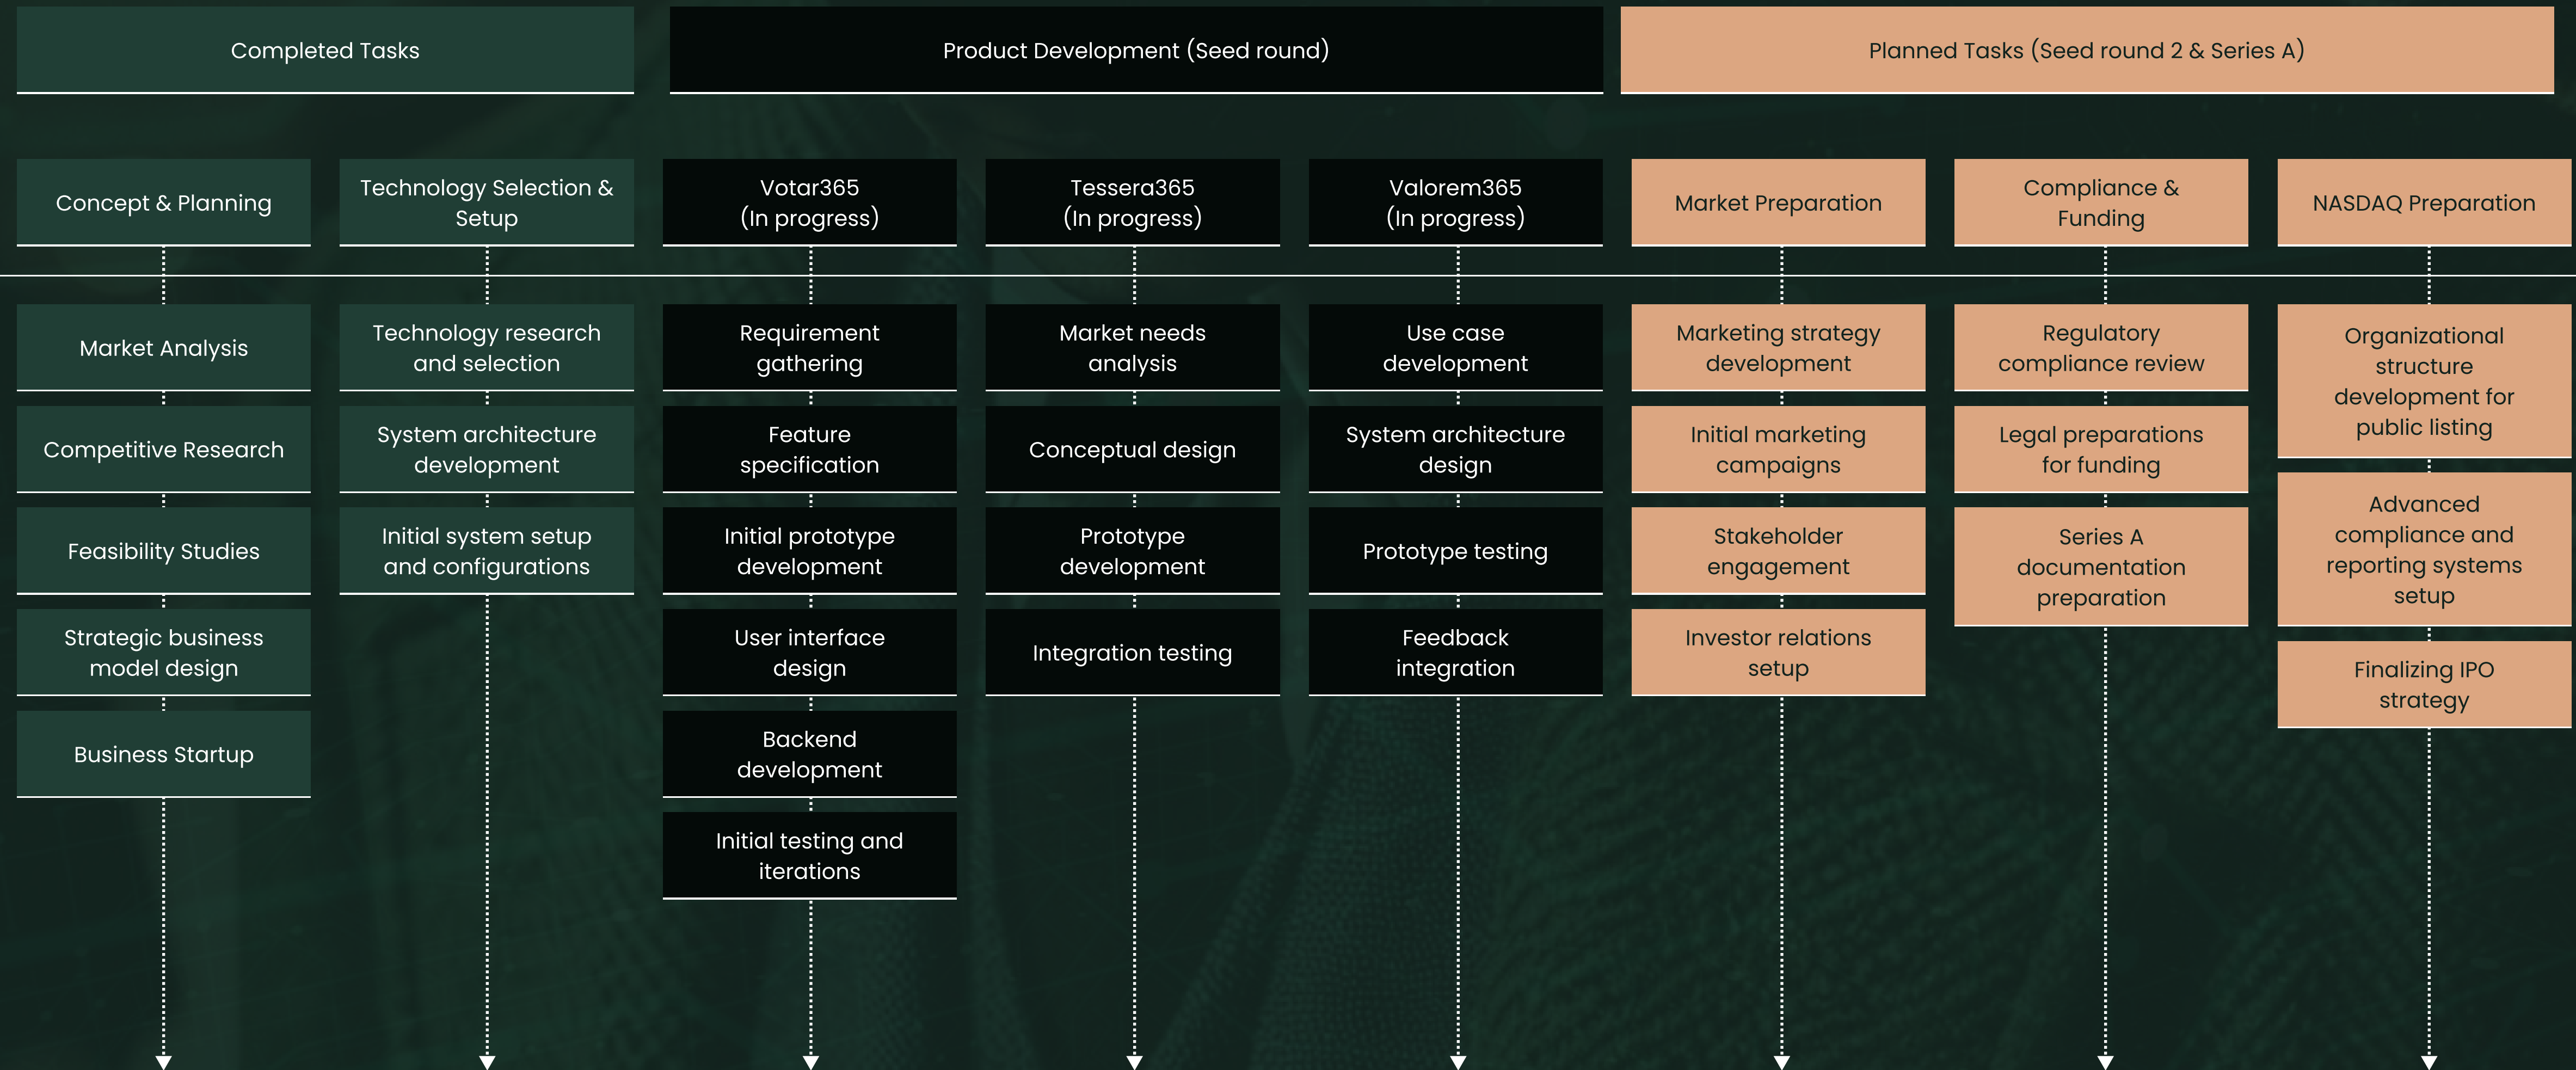 Completed Tasks
Product Development (Seed round)
Planned Tasks (Seed round 2 & Series A)
Concept & Planning
Technology Selection &
Setup
Votar365
(In progress)
Tessera365
(In progress)
Valorem365
(In progress)
Market Preparation
Compliance &
Funding
NASDAQ Preparation
Market Analysis
Competitive Research
Feasibility Studies
Strategic business
model design
Business Startup
Technology research
and selection
System architecture
development
Initial system setup
and configurations
Requirement
gathering
Feature
specification
Initial prototype
development
User interface
design
Backend
development
Initial testing and
iterations
Market needs
analysis
Conceptual design
Prototype
development
Integration testing
Use case
development
System architecture
design
Prototype testing
Feedback
integration
Marketing strategy
development
Initial marketing
campaigns
Stakeholder
engagement
Investor relations
setup
Regulatory
compliance review
Legal preparations
for funding
Series A
documentation
preparation
Organizational
structure
development for
public listing
Advanced
compliance and
reporting systems
setup
Finalizing IPO
strategy